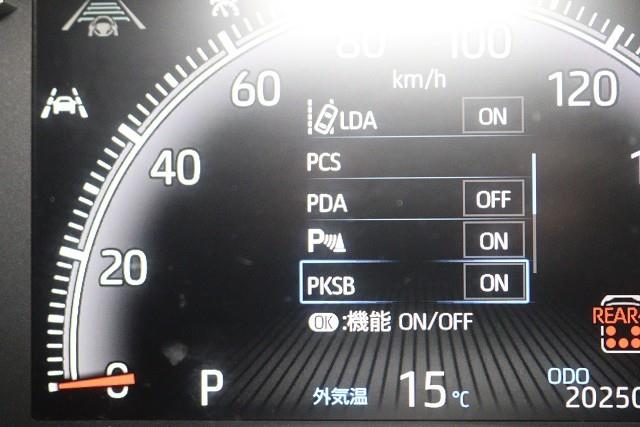 80 100
km/h
60 120
LDA ON
PCS
40
PDA OFF
P ON
20
PKSB ON
OK :機能 ON/OFF
REAR
0 P 外気温 15℃ ODO
20250